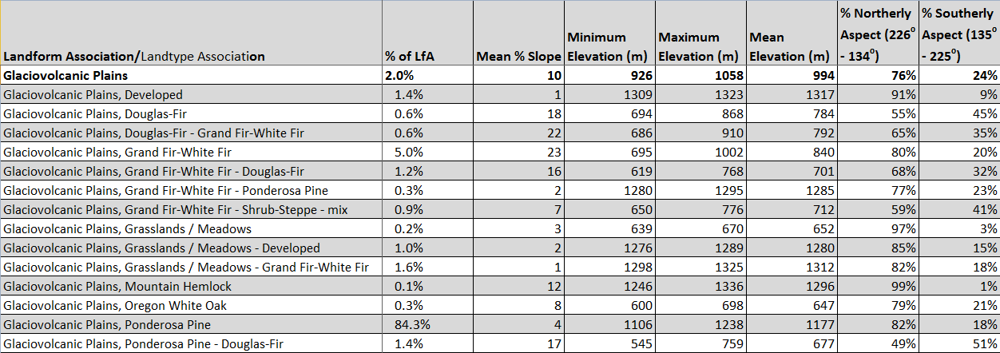 Landform Association/Landtype Association % of LfA Mean % Slope Minimum Elevation (m) Maximum Elevation (m) Mean Elevation (m) % Northerly Aspect (226° - 134°) % Southerly Aspect (135° - 225°)
Glaciovolcanic Plains 2.0% 10 926 1058 994 76% 24%
Glaciovolcanic Plains, Developed 1.4% 1 1309 1323 1317 91% 9%
Glaciovolcanic Plains, Douglas-Fir 0.6% 18 694 868 784 55% 45%
Glaciovolcanic Plains, Douglas-Fir - Grand Fir-White Fir 0.6% 22 686 910 792 65% 35%
Glaciovolcanic Plains, Grand Fir-White Fir 5.0% 23 695 1002 840 80% 20%
Glaciovolcanic Plains, Grand Fir-White Fir - Douglas-Fir 1.2% 16 619 768 701 68% 32%
Glaciovolcanic Plains, Grand Fir-White Fir - Ponderosa Pine 0.3% 2 1280 1295 1285 77% 23%
Glaciovolcanic Plains, Grand Fir-White Fir - Shrub-Steppe - mix 0.9% 7 650 776 712 59% 41%
Glaciovolcanic Plains, Grasslands / Meadows 0.2% 3 639 670 652 97% 3%
Glaciovolcanic Plains, Grasslands / Meadows - Developed 1.0% 2 1276 1289 1280 85% 15%
Glaciovolcanic Plains, Grasslands / Meadows - Grand Fir-White Fir 1.6% 1 1298 1325 1312 82% 18%
Glaciovolcanic Plains, Mountain Hemlock 0.1% 12 1246 1336 1296 99% 1%
Glaciovolcanic Plains, Oregon White Oak 0.3% 8 600 698 647 79% 21%
Glaciovolcanic Plains, Ponderosa Pine 84.3% 4 1106 1238 1177 82% 18%
Glaciovolcanic Plains, Ponderosa Pine - Douglas-Fir 1.4% 17 545 759 677 49% 51%